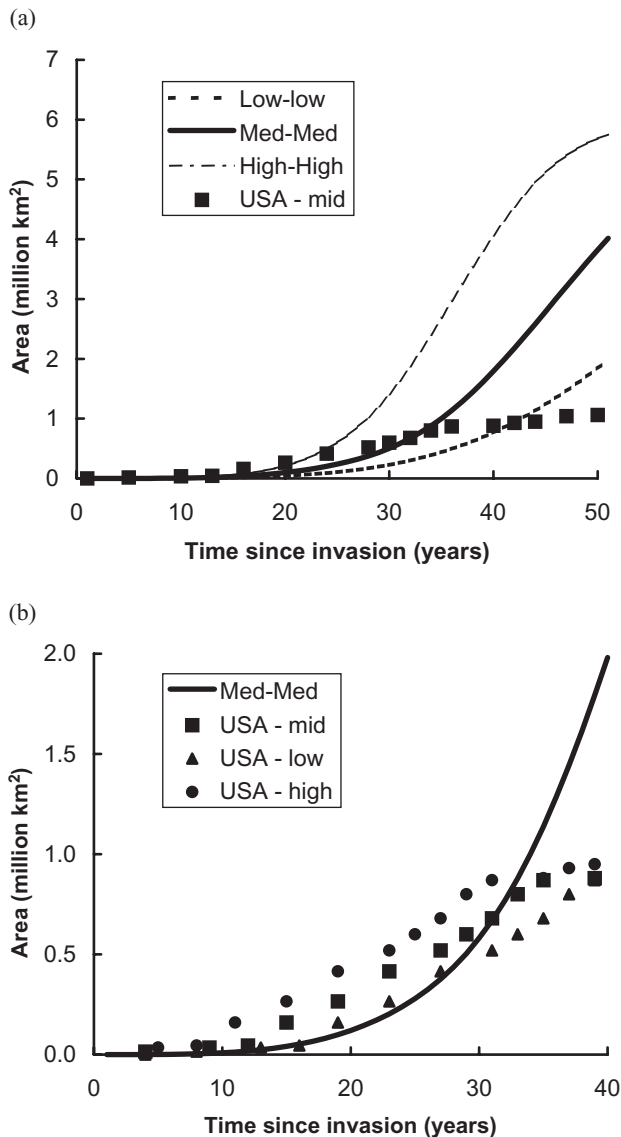 (a)
7
6
5
4
3
2
1
0
Area (million km²)
Low-low
Med-Med
High-High
USA - mid
0 10 20 30 40 50
Time since invasion (years)
(b)
2.0
1.5
1.0
0.5
0.0
Area (million km²)
Med-Med
USA - mid
USA - low
USA - high
0 10 20 30 40
Time since invasion (years)